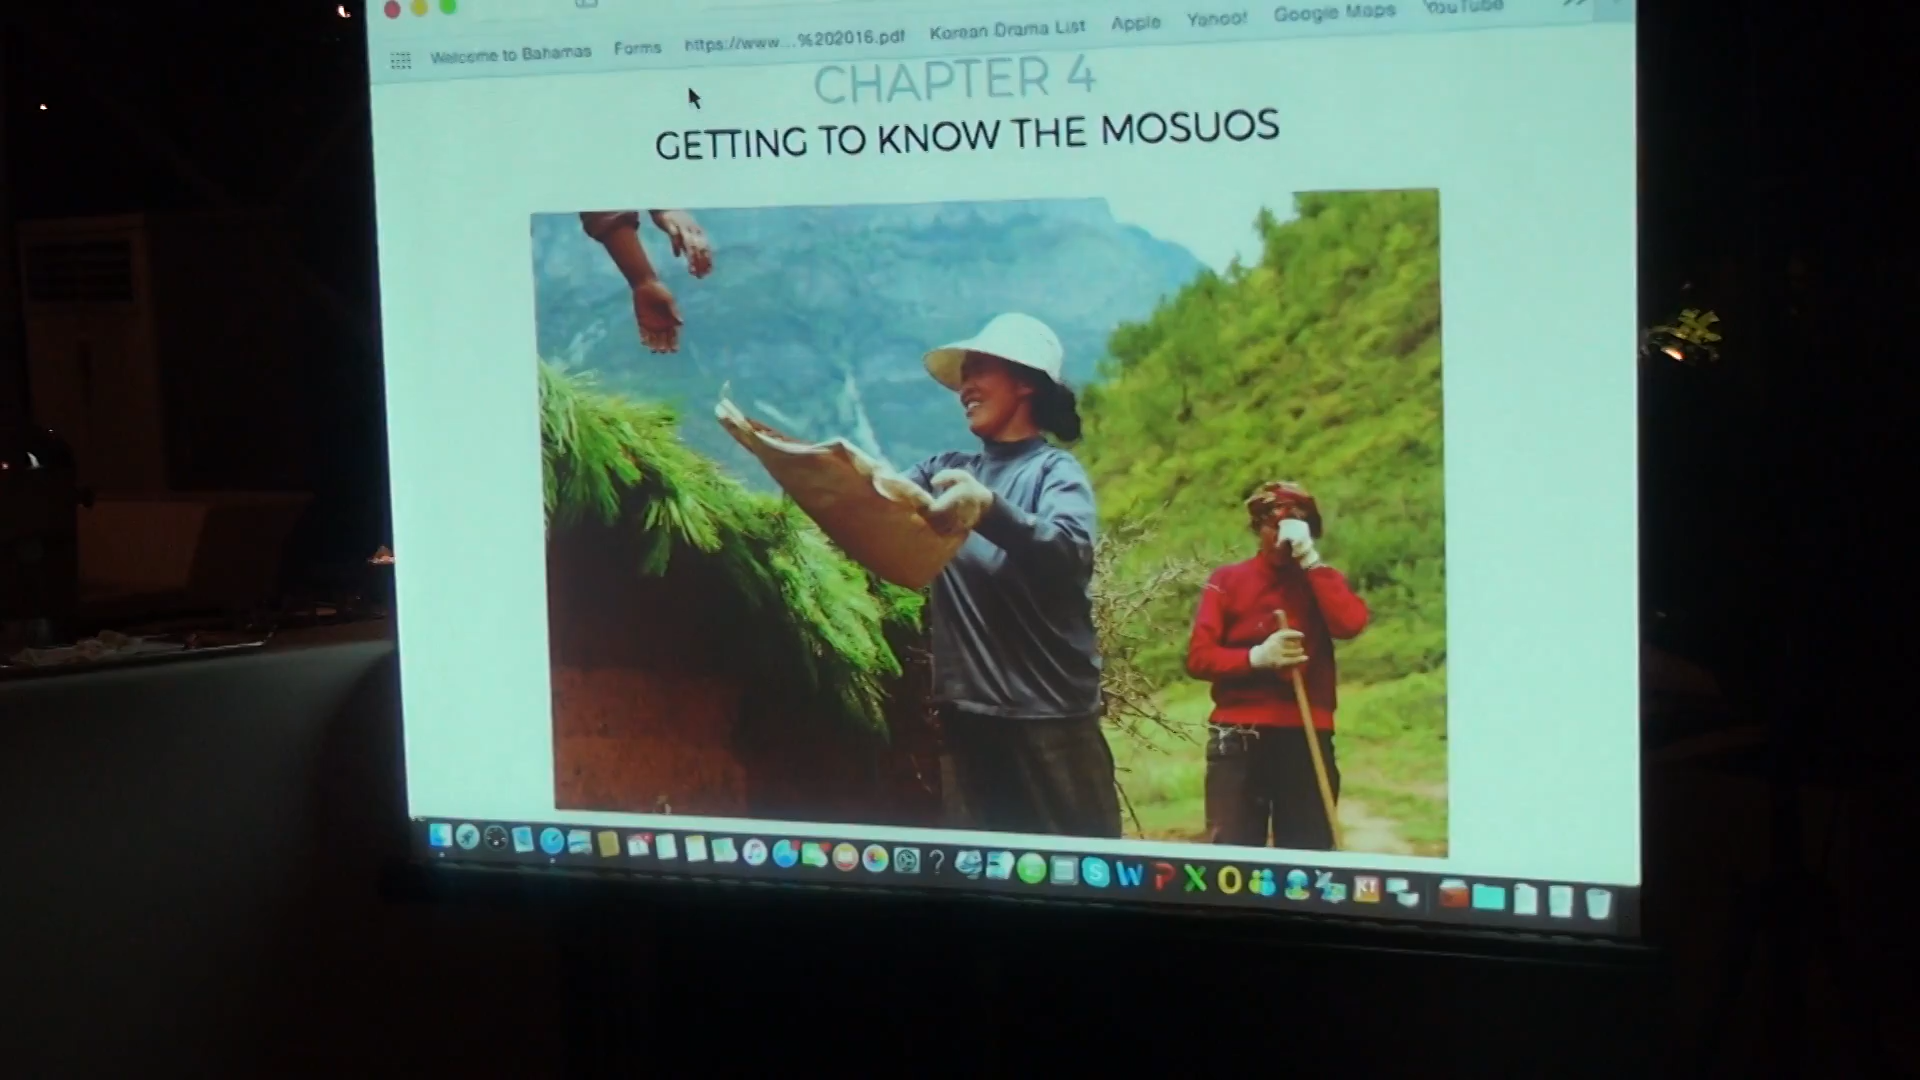 Welcome to Bahamas Forms https://www...%202016.pdf Korean Drama List Apple Yahoo! Google Maps YouTube
CHAPTER 4
GETTING TO KNOW THE MOSUOS